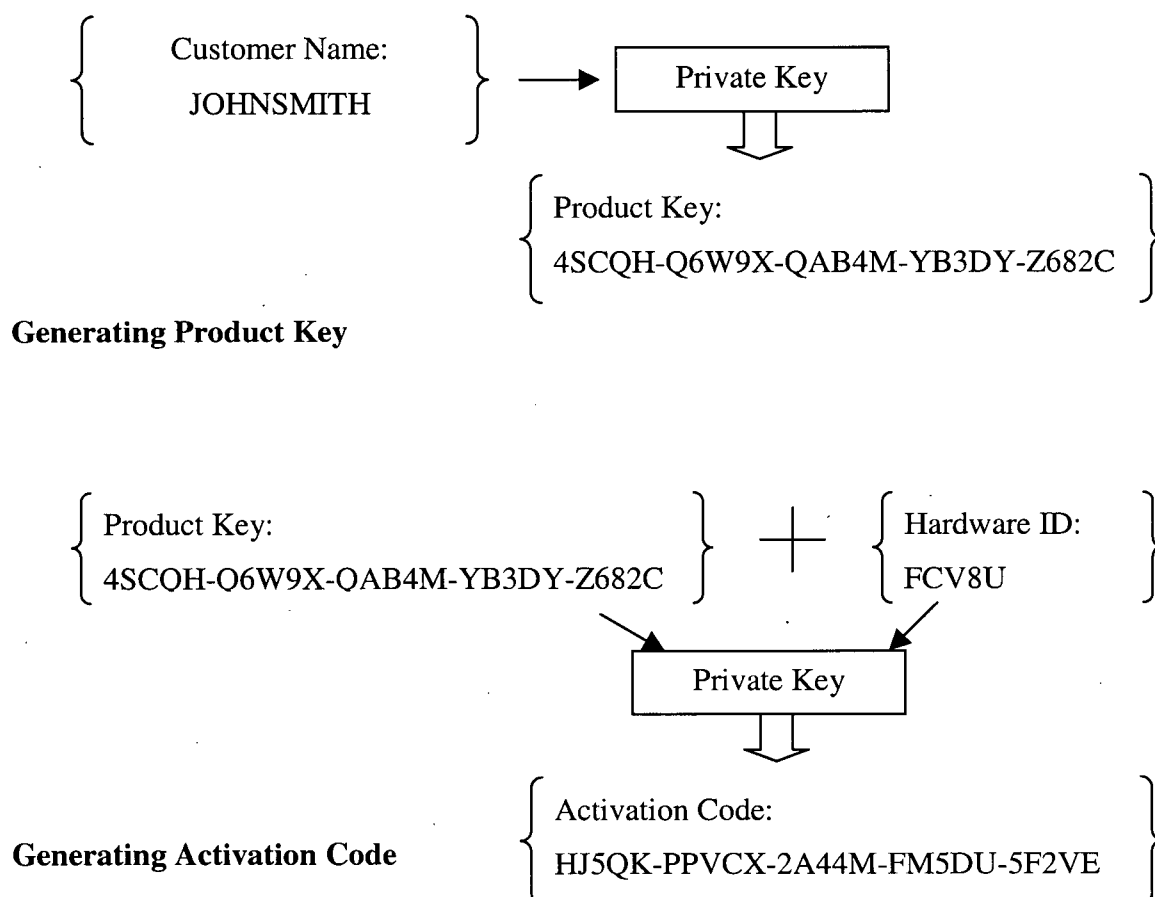 Customer Name:
JOHNSMITH
Private Key
Product Key:
4SCQH-Q6W9X-QAB4M-YB3DY-Z682C
Generating Product Key
Product Key:
4SCQH-Q6W9X-QAB4M-YB3DY-Z682C
Hardware ID:
FCV8U
Private Key
Activation Code:
HJ5QK-PPVCX-2A44M-FM5DU-5F2VE
Generating Activation Code